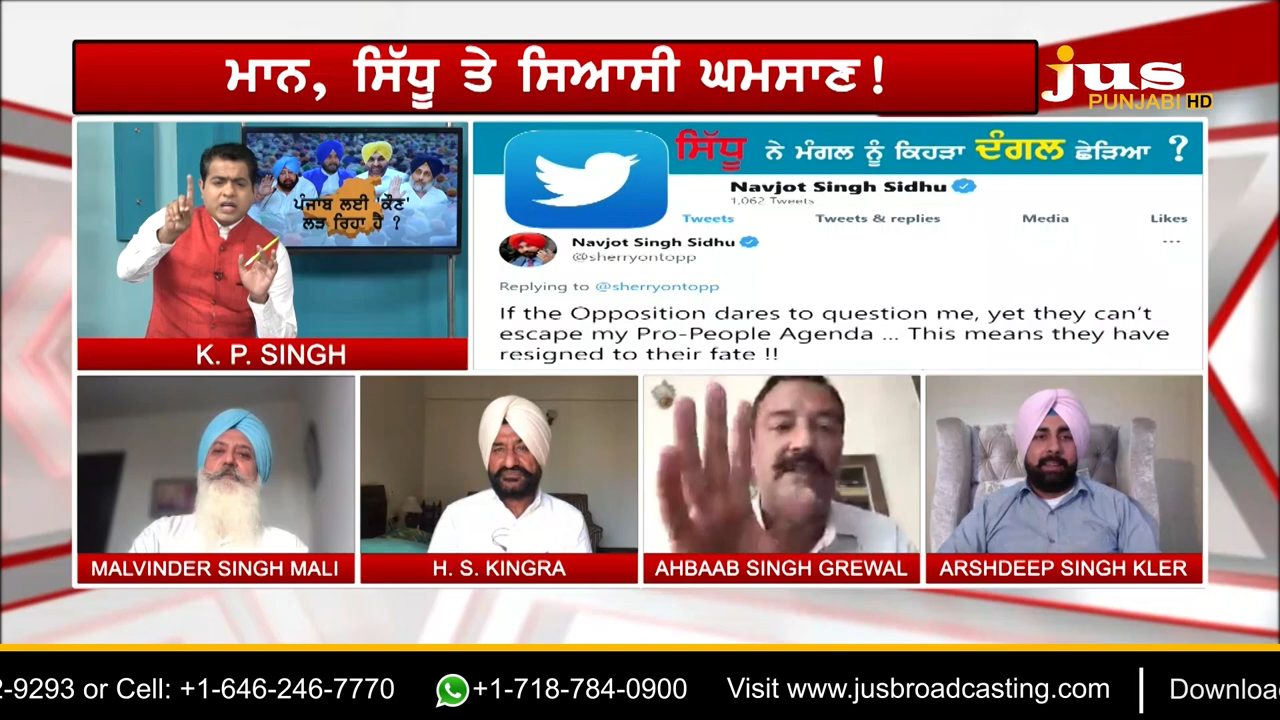 ਮਾਨ, ਸਿੱਧੂ ਤੇ ਸਿਆਸੀ ਘਮਸਾਣ!
jus
PUNJABI HD
ਪੰਜਾਬ ਲਈ 'ਕੌਣ'
ਲੜ ਰਿਹਾ ਹੈ ?
K. P. SINGH
ਸਿੱਧੂ ਨੇ ਮੰਗਲ ਨੂੰ ਕਿਹੜਾ ਦੰਗਲ ਛੇੜਿਆ ?
Navjot Singh Sidhu
1,062 Tweets
Tweets Tweets & replies Media Likes
Navjot Singh Sidhu
@sherryontopp
Replying to @sherryontopp
If the Opposition dares to question me, yet they can't
escape my Pro-People Agenda ... This means they have
resigned to their fate !!
MALVINDER SINGH MALI
H. S. KINGRA
AHBAAB SINGH GREWAL
ARSHDEEP SINGH KLER
2-9293 or Cell: +1-646-246-7770 +1-718-784-0900 Visit www.jusbroadcasting.com | Downloa